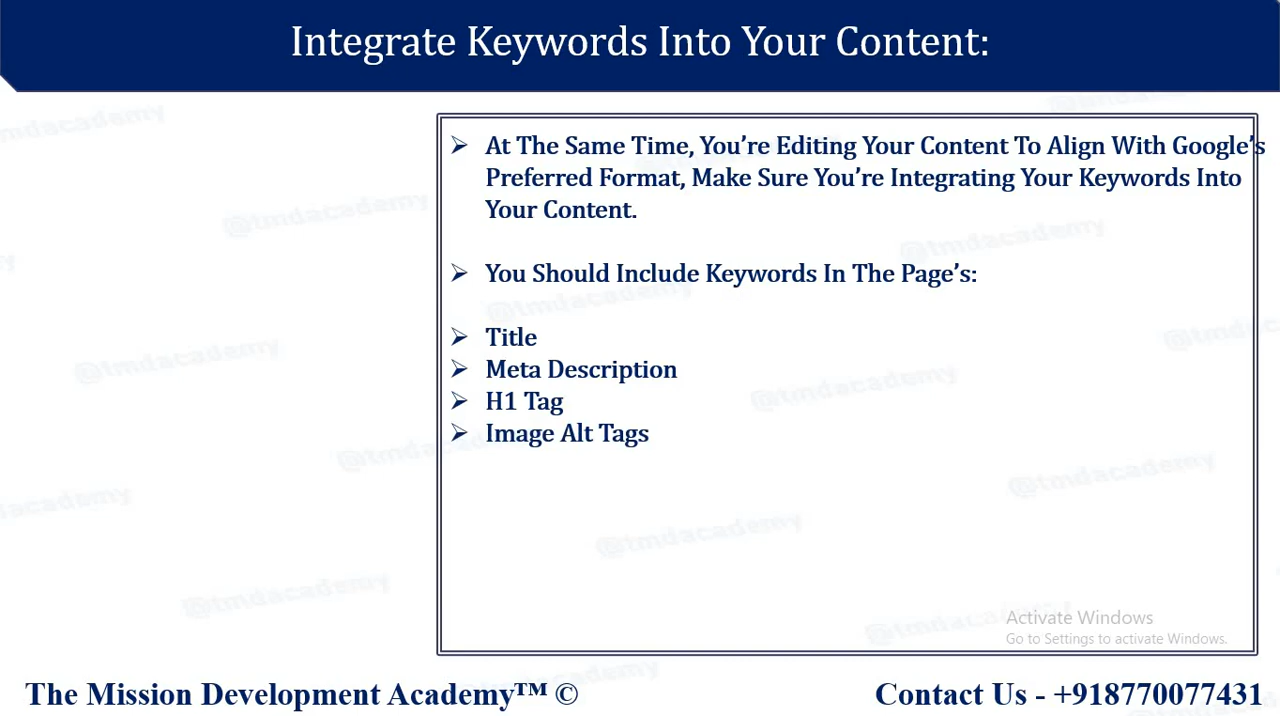 Integrate Keywords Into Your Content:
➢ At The Same Time, You’re Editing Your Content To Align With Google’s
Preferred Format, Make Sure You’re Integrating Your Keywords Into
Your Content.
➢ You Should Include Keywords In The Page’s:
➢ Title
➢ Meta Description
➢ H1 Tag
➢ Image Alt Tags
@tmdacademy
Activate Windows
Go to Settings to activate Windows.
The Mission Development Academy™ ©
Contact Us - +918770077431